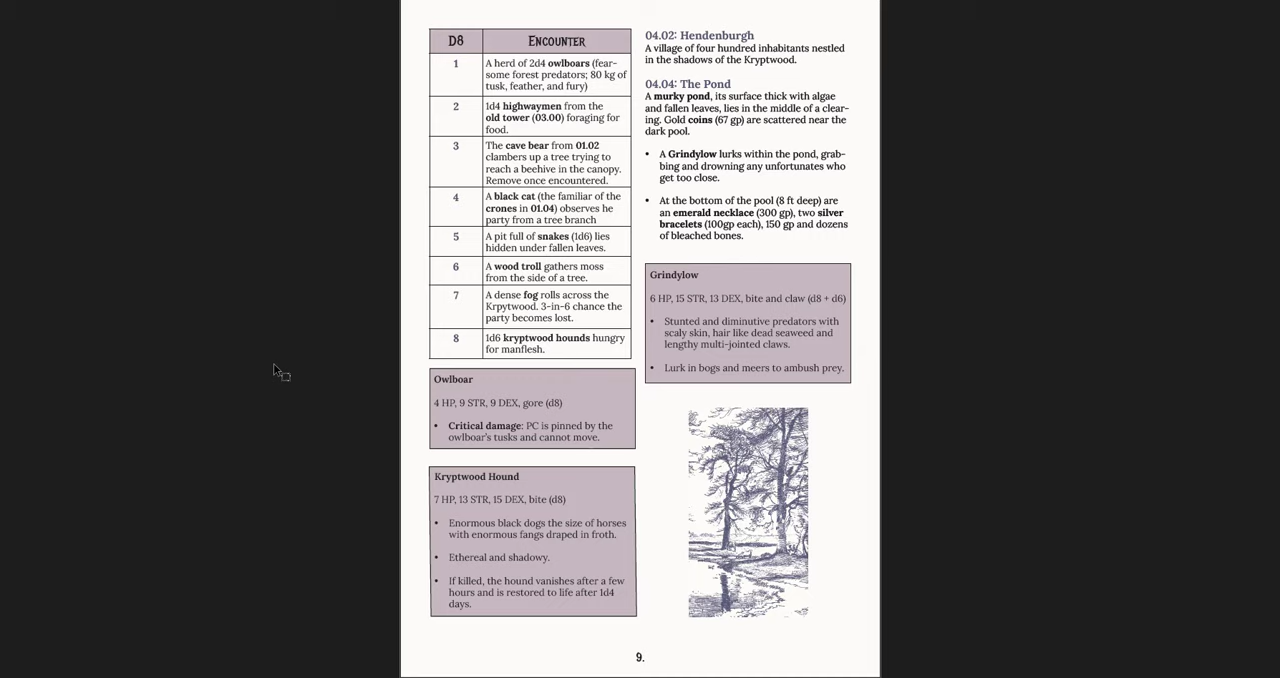 D8 ENCOUNTER
1 A herd of 2d4 owlboars (fear-
some forest predators; 80 kg of
tusk, feather, and fury)
2 1d4 highwaymen from the
old tower (03.00) foraging for
food.
3 The cave bear from 01.02
clambers up a tree trying to
reach a beehive in the canopy.
Remove once encountered.
4 A black cat (the familiar of the
crones in 01.04) observes he
party from a tree branch
5 A pit full of snakes (1d6) lies
hidden under fallen leaves.
6 A wood troll gathers moss
from the side of a tree.
7 A dense fog rolls across the
Krpytwood. 3-in-6 chance the
party becomes lost.
8 1d6 kryptwood hounds hungry
for manflesh.
Owlboar
4 HP, 9 STR, 9 DEX, gore (d8)
• Critical damage: PC is pinned by the
owlboar's tusks and cannot move.
Kryptwood Hound
7 HP, 13 STR, 15 DEX, bite (d8)
• Enormous black dogs the size of horses
with enormous fangs draped in froth.
• Ethereal and shadowy.
• If killed, the hound vanishes after a few
hours and is restored to life after 1d4
days.
04.02: Hendenburgh
A village of four hundred inhabitants nestled
in the shadows of the Kryptwood.
04.04: The Pond
A murky pond, its surface thick with algae
and fallen leaves, lies in the middle of a clear-
ing. Gold coins (67 gp) are scattered near the
dark pool.
• A Grindylow lurks within the pond, grab-
bing and drowning any unfortunates who
get too close.
• At the bottom of the pool (8 ft deep) are
an emerald necklace (300 gp), two silver
bracelets (100gp each), 150 gp and dozens
of bleached bones.
Grindylow
6 HP, 15 STR, 13 DEX, bite and claw (d8 + d6)
• Stunted and diminutive predators with
scaly skin, hair like dead seaweed and
lengthy multi-jointed claws.
• Lurk in bogs and meers to ambush prey.
9.